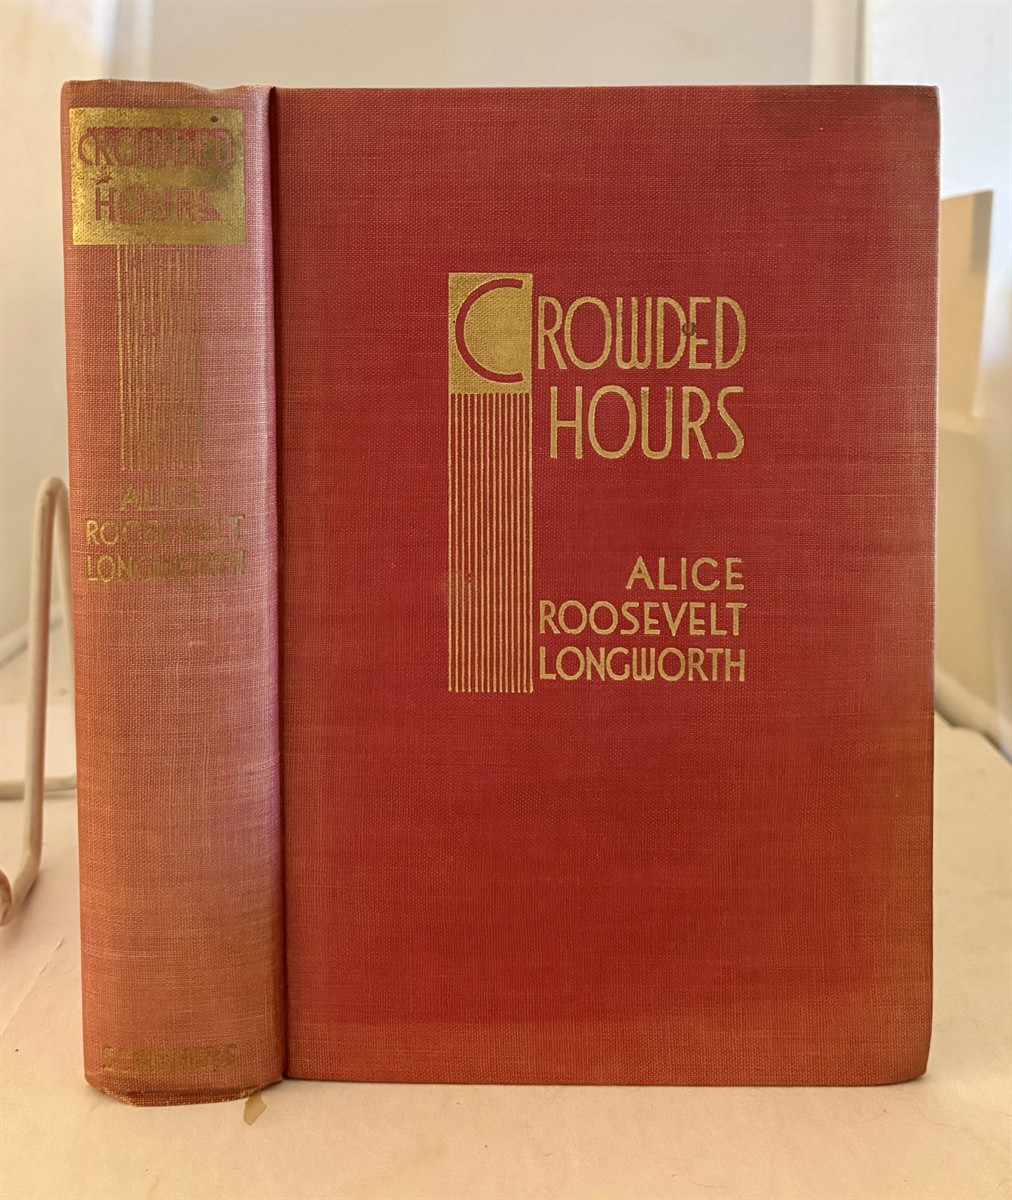 CROWDED
HOURS
ALICE
ROOSEVELT
LONGWORTH
SCRIBNERS
CROWDED
HOURS
ALICE
ROOSEVELT
LONGWORTH